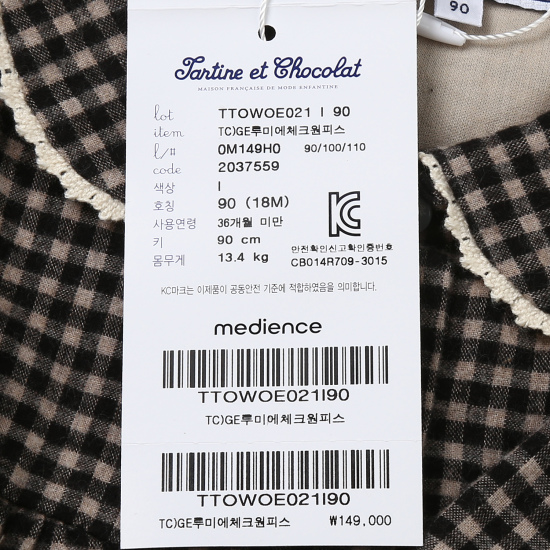 90
Tartine et Chocolat
MAISON FRANÇAISE DE MODE ENFANTINE
lot TTOWOE021 I 90
item TC)GE루미에체크원피스
l/# 0M149H0 90/100/110
code 2037559
색상 I
호칭 90 (18M)
사용연령 36개월 미만
키 90 cm
몸무게 13.4 kg
안전확인신고확인증번호
CB014R709-3015
KC마크는 이제품이 공통안전 기준에 적합하였음을 의미합니다.
medience
TTOWOE021I90
TC)GE루미에체크원피스
TTOWOE021I90
TC)GE루미에체크원피스 ₩149,000